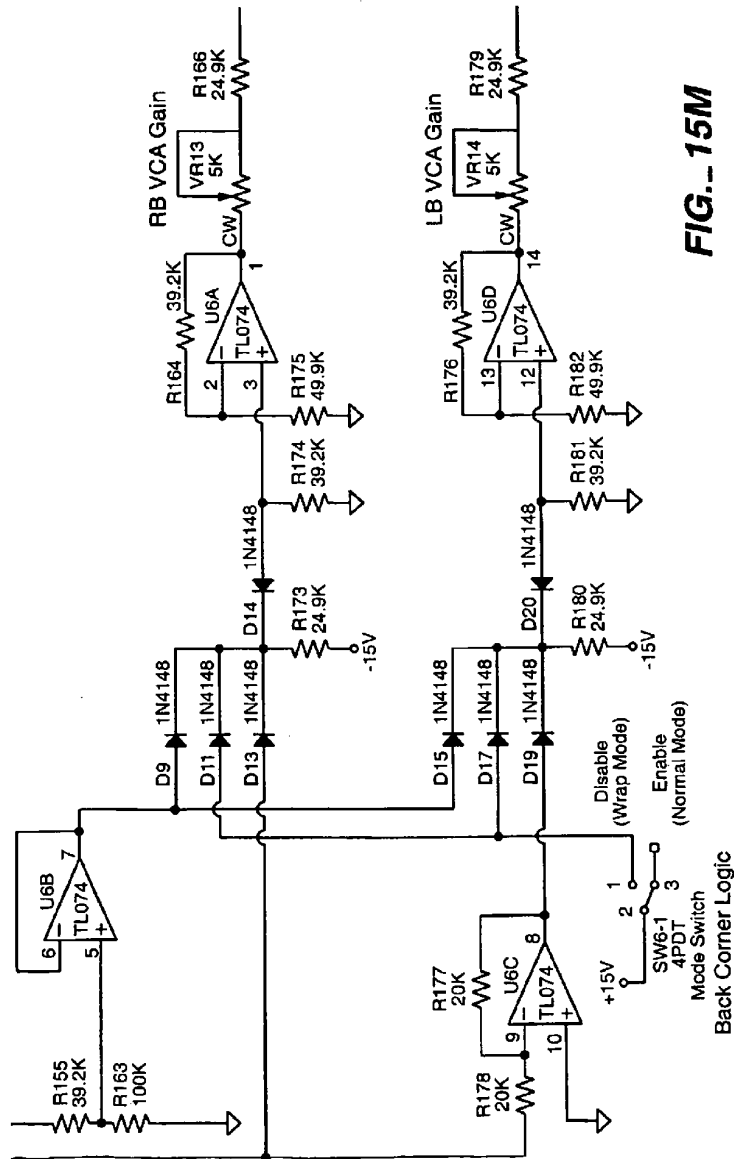 R166
24.9K
RB VCA Gain
VR13
5K
CW
R164
39.2K
U6A
TL074
2
3
1
−
+
R175
49.9K
R174
39.2K
1N4148
D14
R173
24.9K
-15V
D9
1N4148
D11
1N4148
D13
1N4148
U6B
TL074
6
5
7
−
+
R155
39.2K
R163
100K
R179
24.9K
LB VCA Gain
VR14
5K
CW
R176
39.2K
U6D
TL074
13
12
14
−
+
R182
49.9K
R181
39.2K
1N4148
D20
R180
24.9K
-15V
D15
1N4148
D17
1N4148
D19
1N4148
R177
20K
U6C
TL074
9
10
8
−
+
R178
20K
Disable
(Wrap Mode)
Enable
(Normal Mode)
1
2
3
+15V
SW6-1
4PDT
Mode Switch
Back Corner Logic
FIG._15M